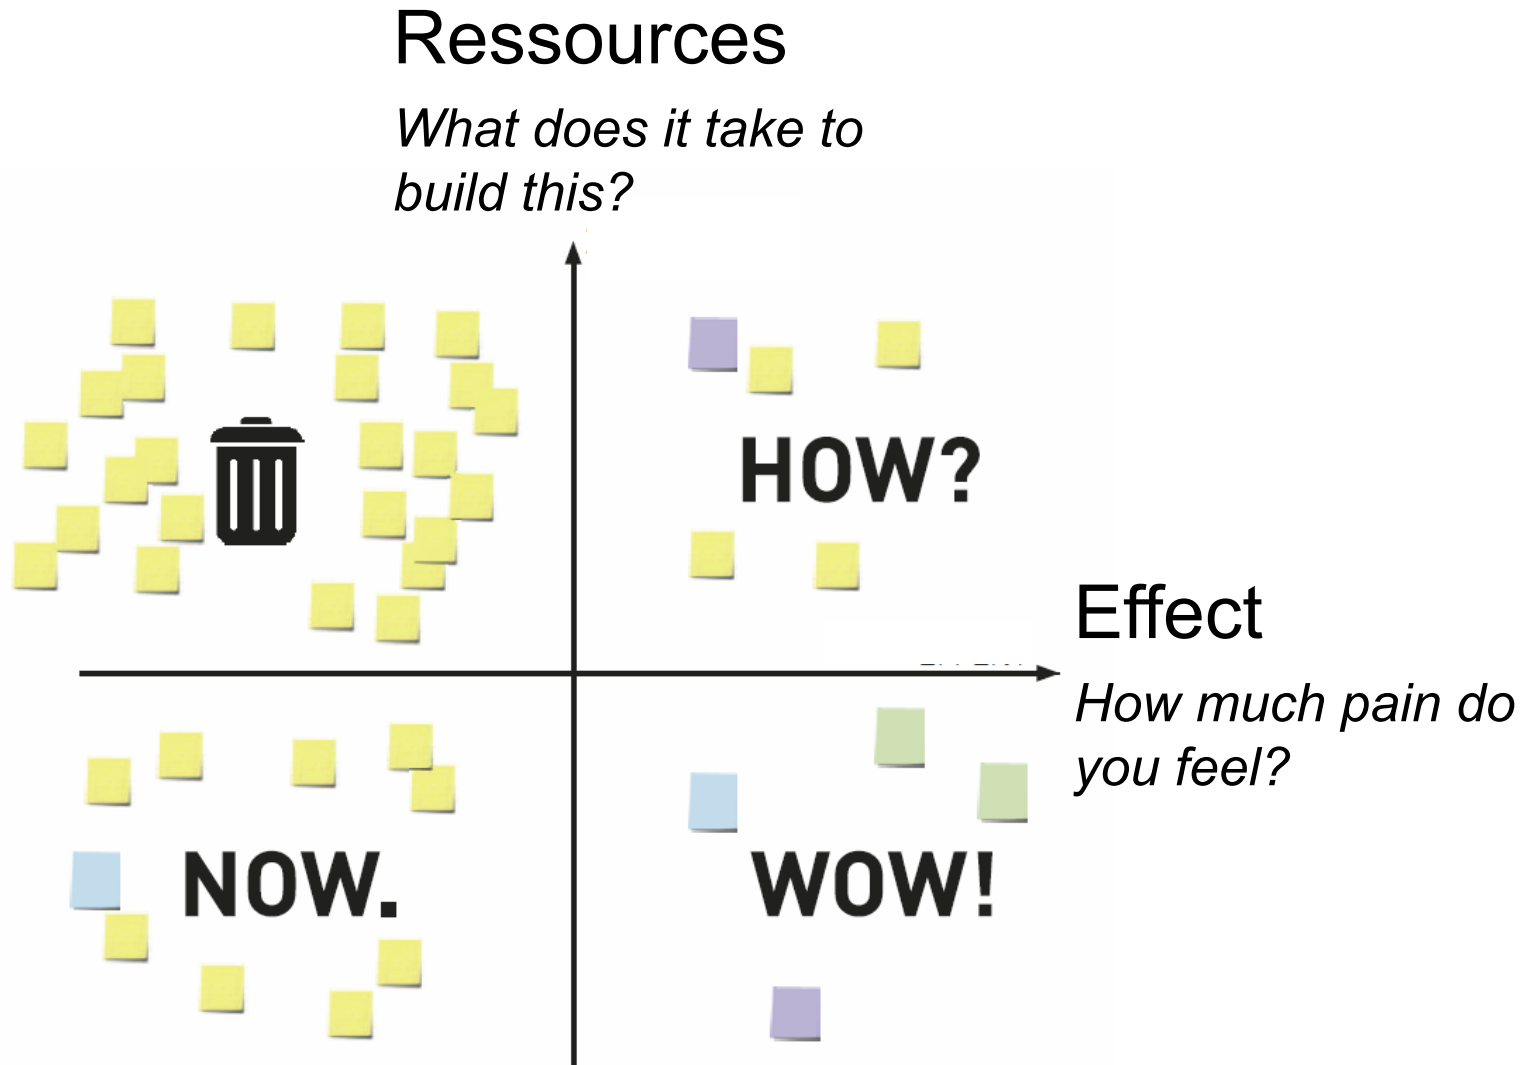 Ressources
What does it take to
build this?
HOW?
Effect
How much pain do
you feel?
NOW.
WOW!